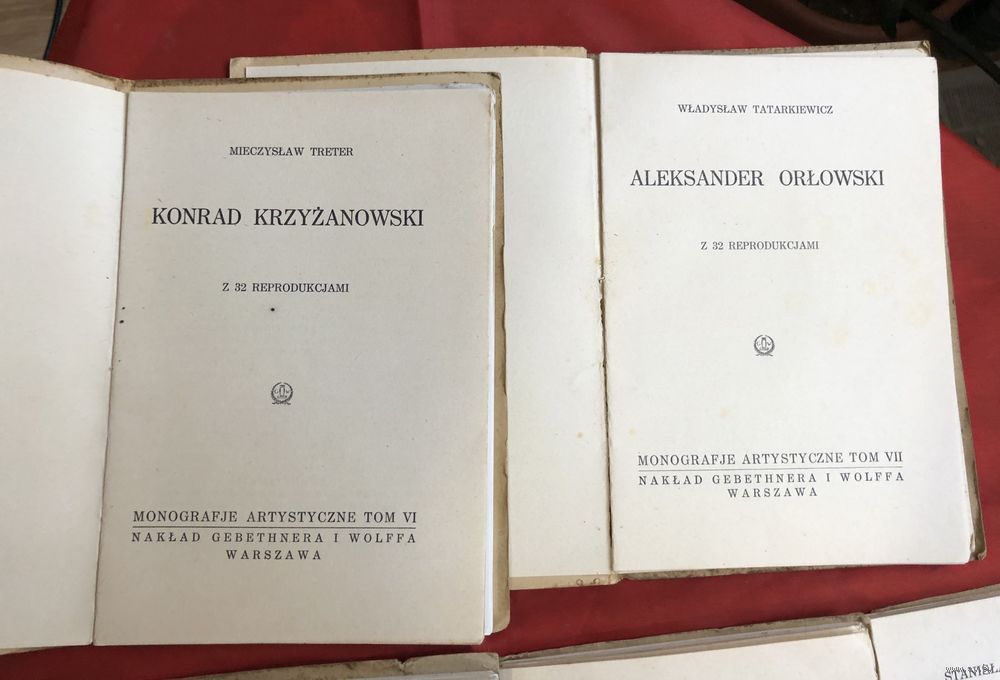 MIECZYSŁAW TRETER
KONRAD KRZYŻANOWSKI
Z 32 REPRODUKCJAMI
MONOGRAFJE ARTYSTYCZNE TOM VI
NAKŁAD GEBETHNERA I WOLFFA
WARSZAWA
WŁADYSŁAW TATARKIEWICZ
ALEKSANDER ORŁOWSKI
Z 32 REPRODUKCJAMI
MONOGRAFJE ARTYSTYCZNE TOM VII
NAKŁAD GEBETHNERA I WOLFFA
WARSZAWA